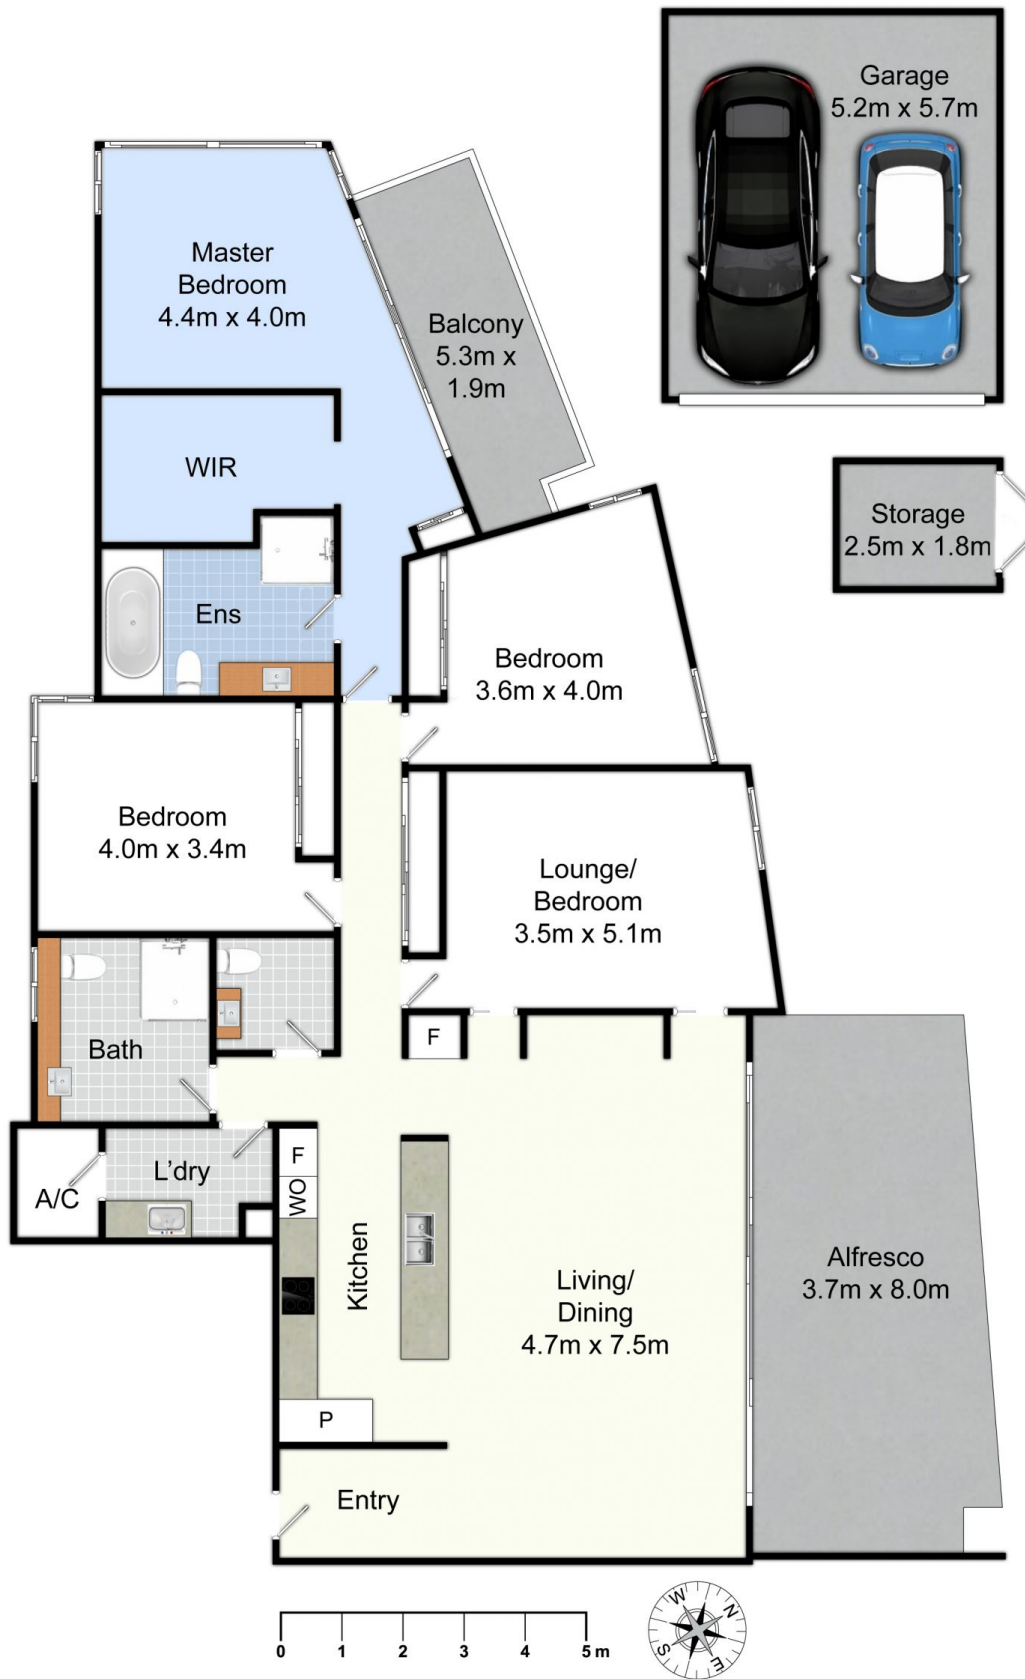 Garage
5.2m x 5.7m
Master
Bedroom
4.4m x 4.0m
Balcony
5.3m x
1.9m
WIR
Storage
2.5m x 1.8m
Ens
Bedroom
3.6m x 4.0m
Bedroom
4.0m x 3.4m
Lounge/
Bedroom
3.5m x 5.1m
Bath
F
F
WO
L'dry
A/C
Kitchen
Living/
Dining
4.7m x 7.5m
Alfresco
3.7m x 8.0m
P
Entry
0 1 2 3 4 5 m
W
N
S
E